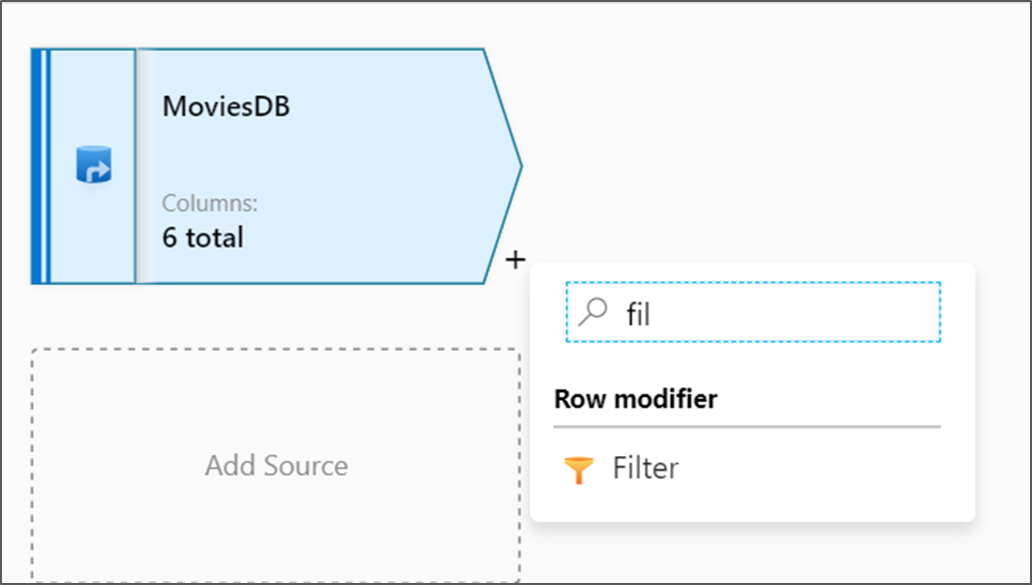 MoviesDB
Columns:
6 total
+
fil
Row modifier
Filter
Add Source